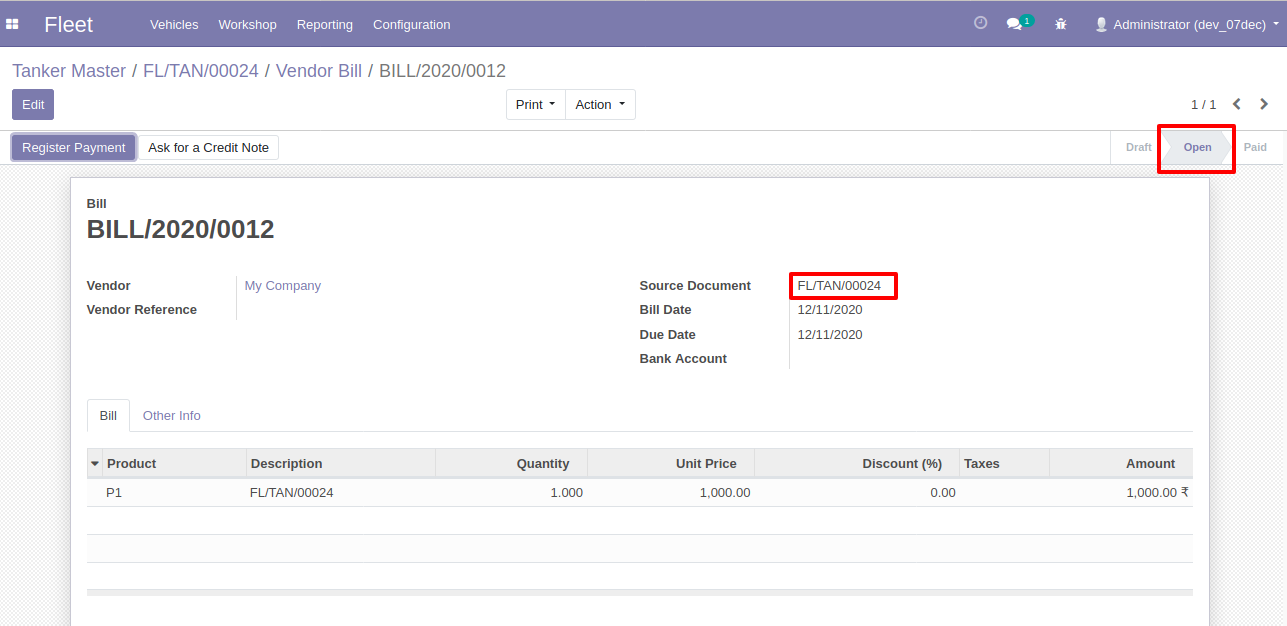 Fleet Vehicles Workshop Reporting Configuration 1 Administrator (dev_07dec)
Tanker Master / FL/TAN/00024 / Vendor Bill / BILL/2020/0012
Edit Print Action 1 / 1
Register Payment Ask for a Credit Note Draft Open Paid
Bill
BILL/2020/0012
Vendor My Company Source Document FL/TAN/00024
Vendor Reference Bill Date 12/11/2020
Due Date 12/11/2020
Bank Account
Bill Other Info
Product Description Quantity Unit Price Discount (%) Taxes Amount
P1 FL/TAN/00024 1.000 1,000.00 0.00 1,000.00 ₹